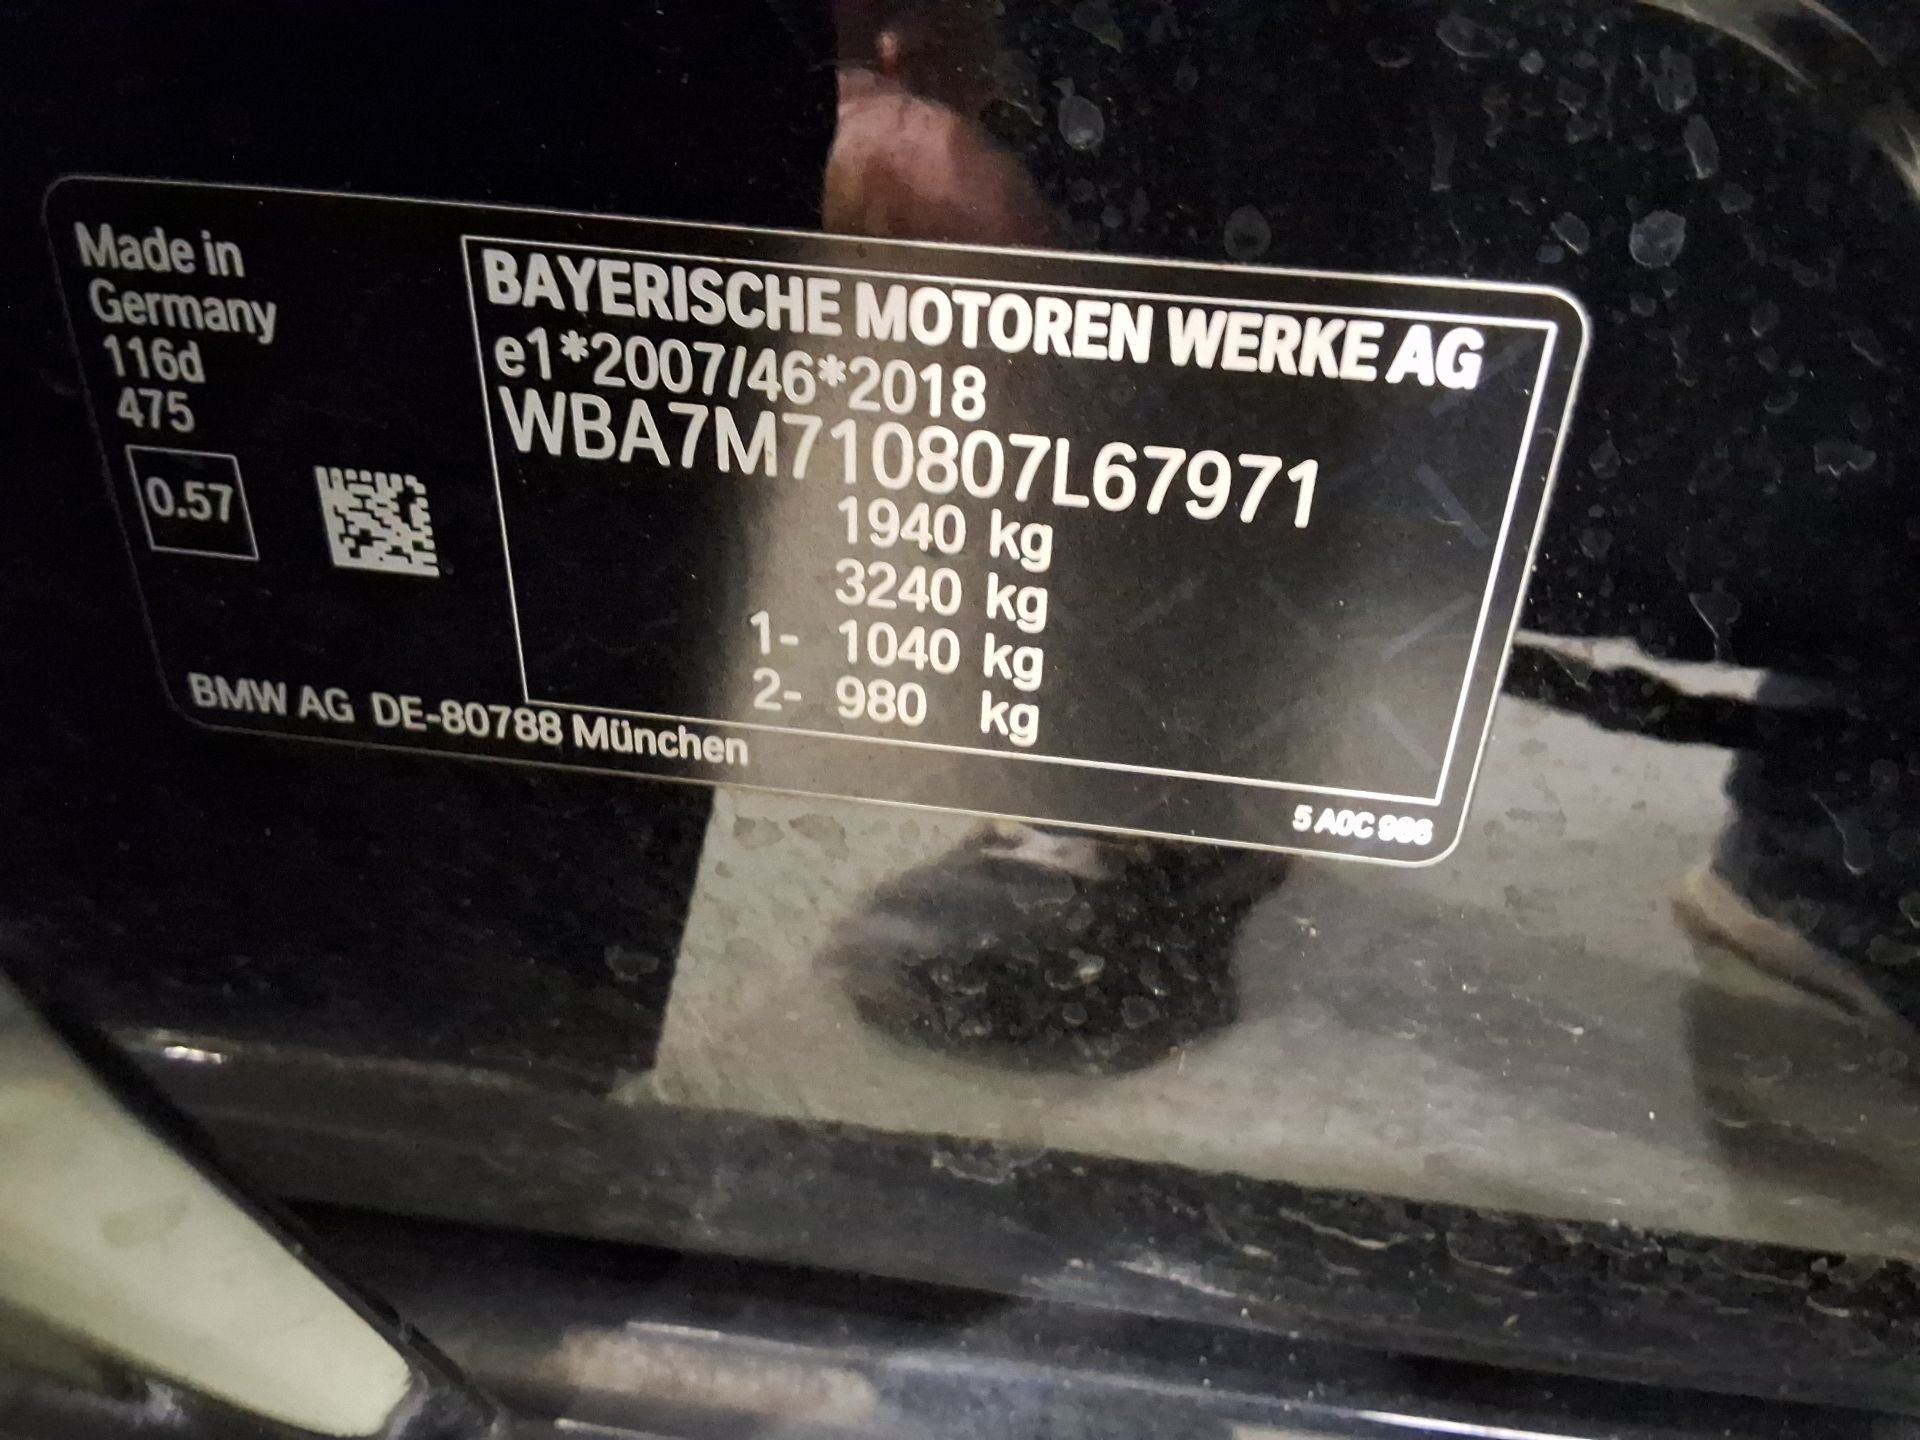 Made in
Germany
116d
475
0.57
BAYERISCHE MOTOREN WERKE AG
e1*2007/46*2018
WBA7M710807L67971
1940 kg
3240 kg
1- 1040 kg
2- 980 kg
BMW AG DE-80788 München
5 A0C 986